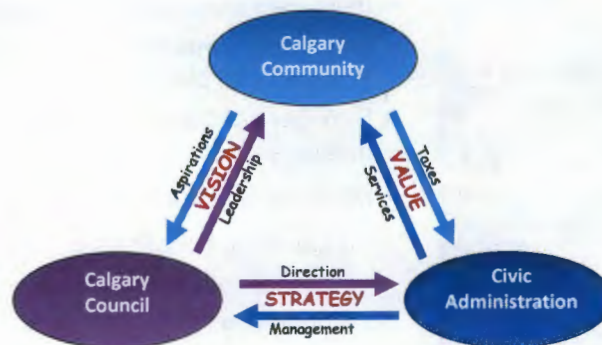 Calgary
Community
Aspirations
VISION
Leadership
Taxes
VALUE
Services
Calgary
Council
Direction
STRATEGY
Management
Civic
Administration